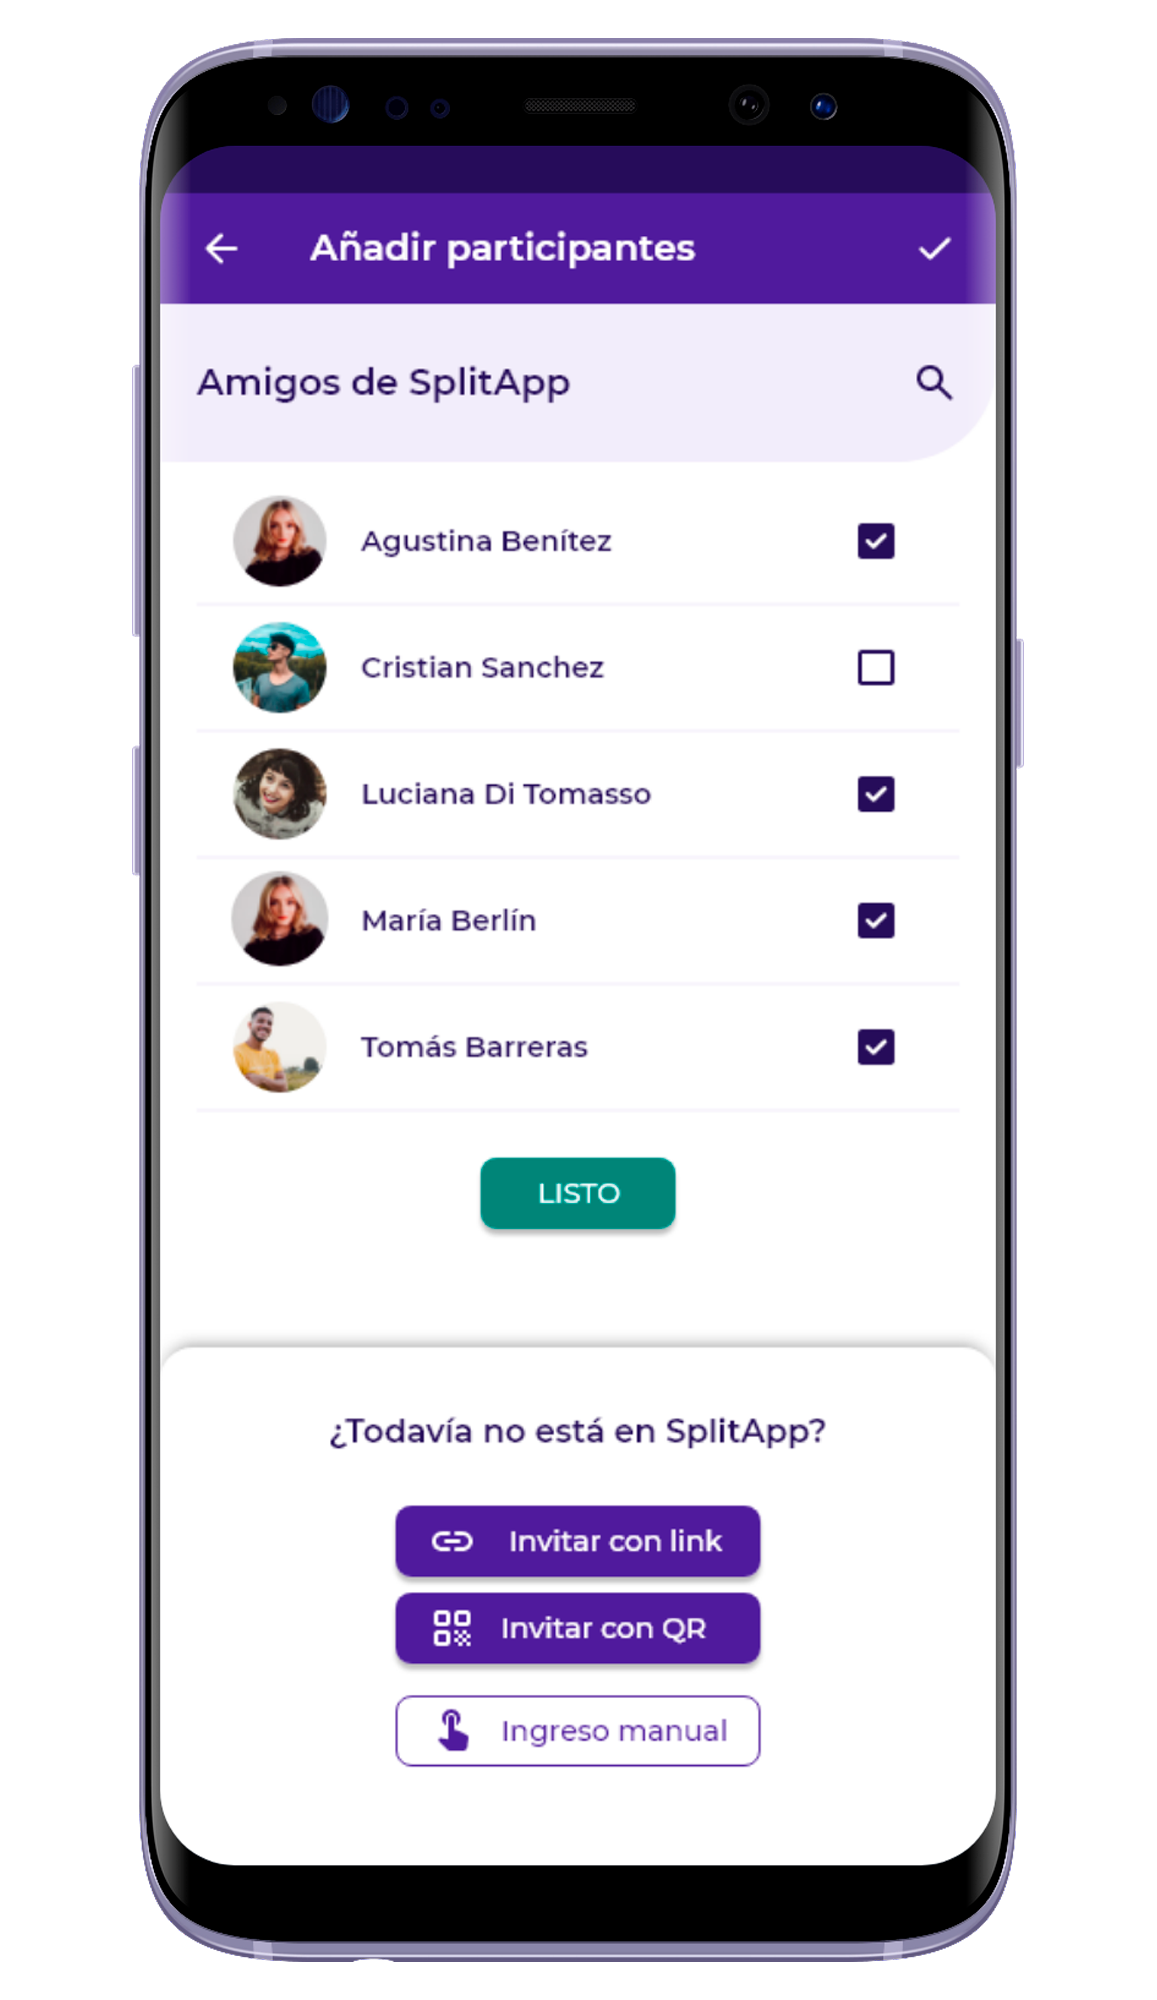 Añadir participantes
Amigos de SplitApp
Agustina Benítez
Cristian Sanchez
Luciana Di Tomasso
María Berlín
Tomás Barreras
LISTO
¿Todavía no está en SplitApp?
Invitar con link
Invitar con QR
Ingreso manual